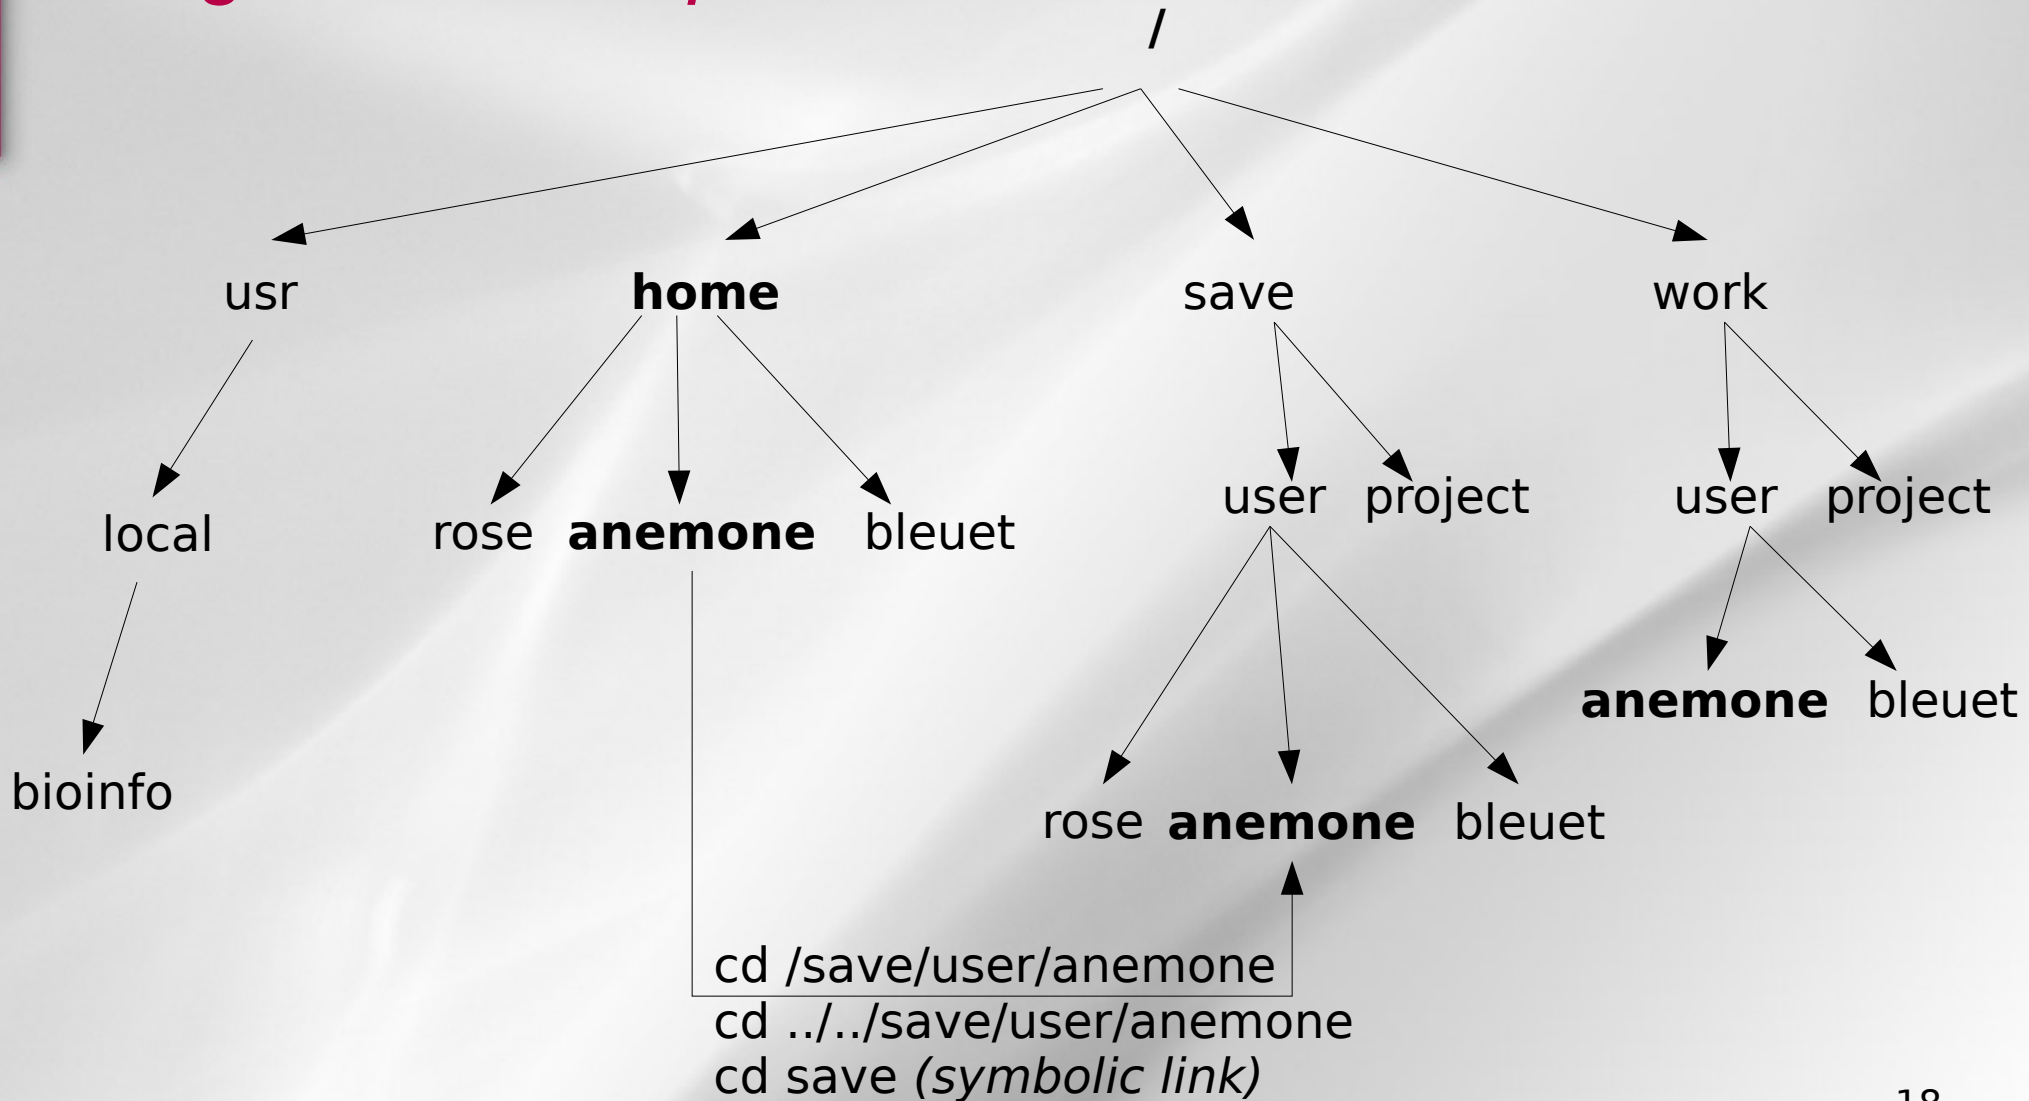 /
usr home save work
user project user project
local rose anemone bleuet
anemone bleuet
bioinfo
rose anemone bleuet
cd /save/user/anemone
cd ../../save/user/anemone
cd save (symbolic link)
18